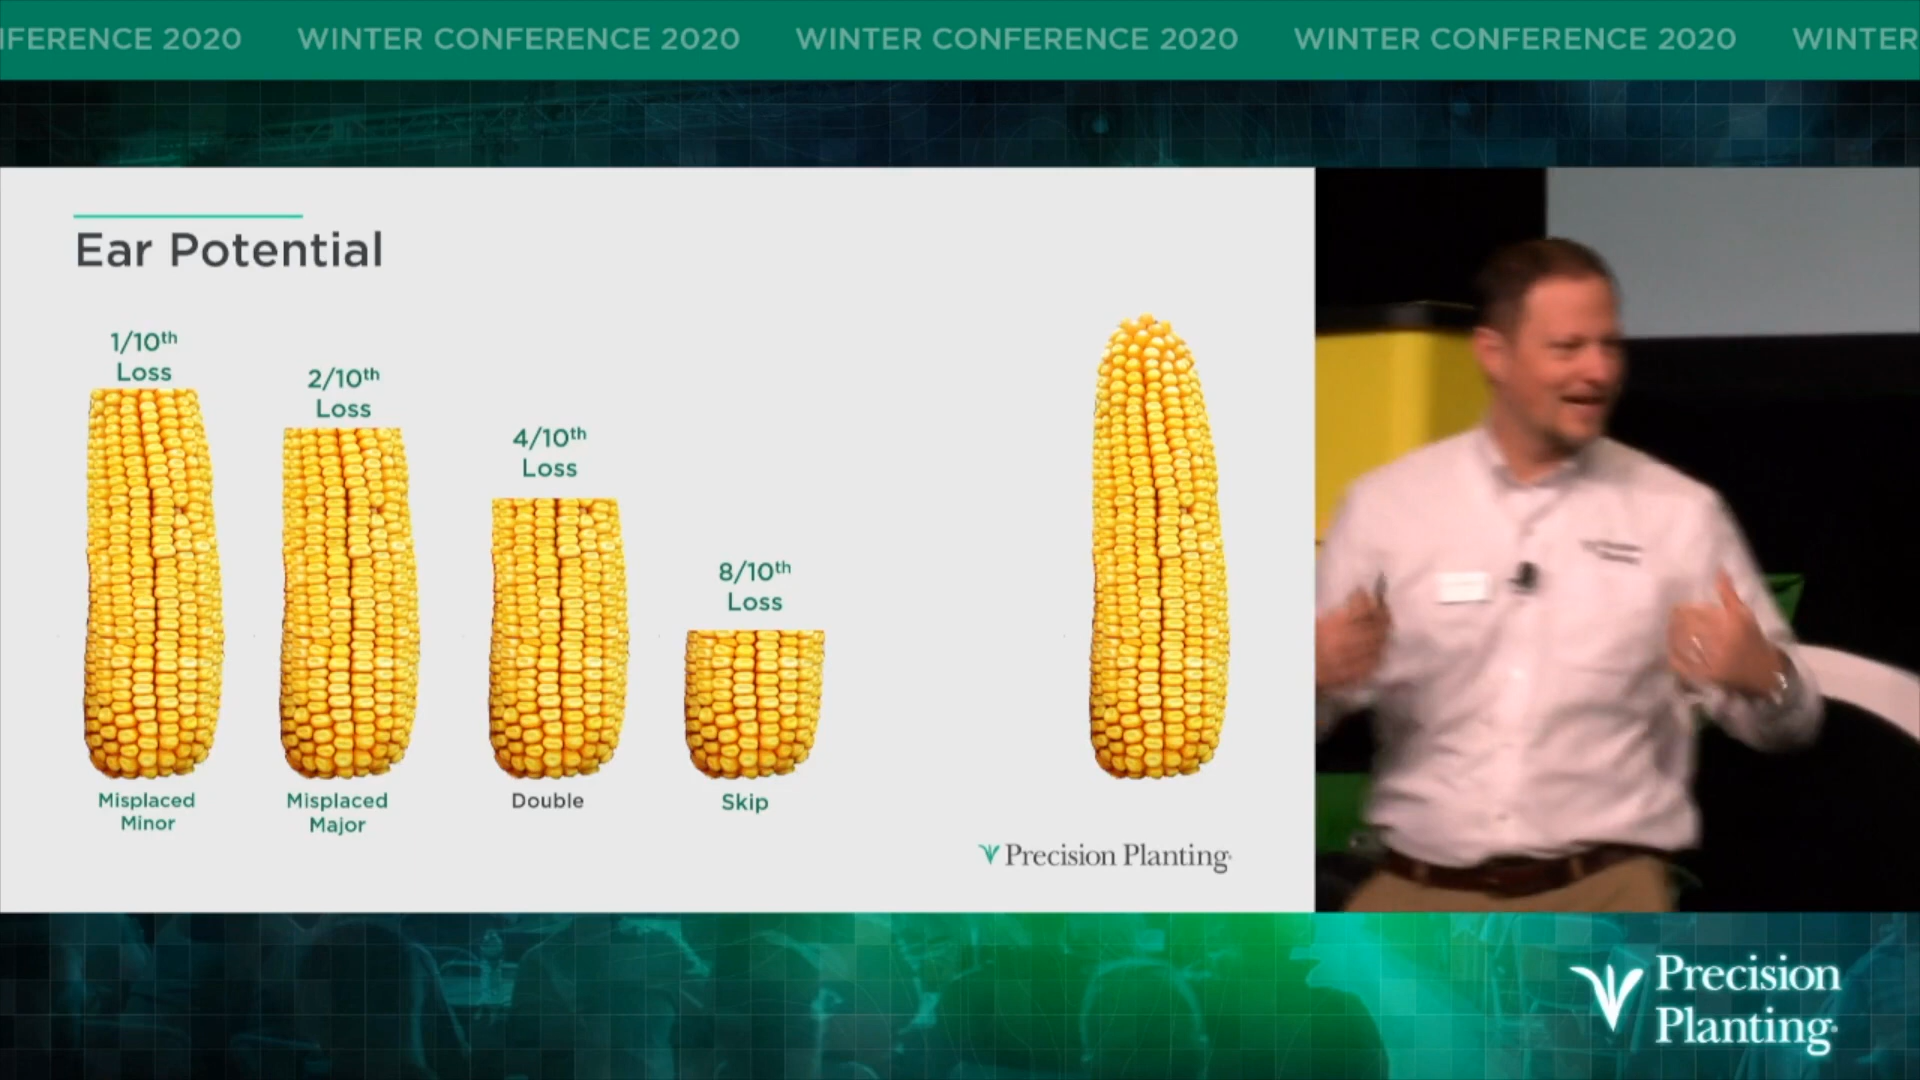 NFERENCE 2020 WINTER CONFERENCE 2020 WINTER CONFERENCE 2020 WINTER CONFERENCE 2020 WINTER
Ear Potential
1/10th
Loss
2/10th
Loss
4/10th
Loss
8/10th
Loss
Misplaced
Minor
Misplaced
Major
Double
Skip
Precision Planting
Precision
Planting